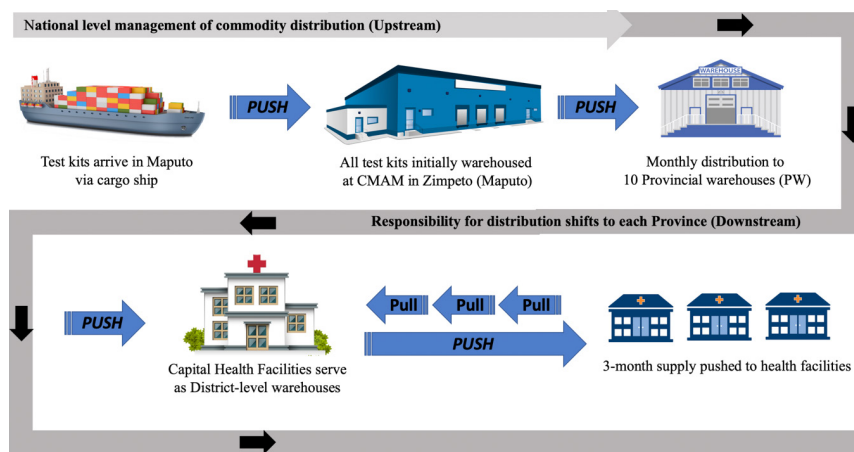 National level management of commodity distribution (Upstream)
PUSH
PUSH
WAREHOUSE
Test kits arrive in Maputo
via cargo ship
All test kits initially warehoused
at CMAM in Zimpeto (Maputo)
Monthly distribution to
10 Provincial warehouses (PW)
Responsibility for distribution shifts to each Province (Downstream)
PUSH
Pull
Pull
Pull
PUSH
Capital Health Facilities serve
as District-level warehouses
3-month supply pushed to health facilities